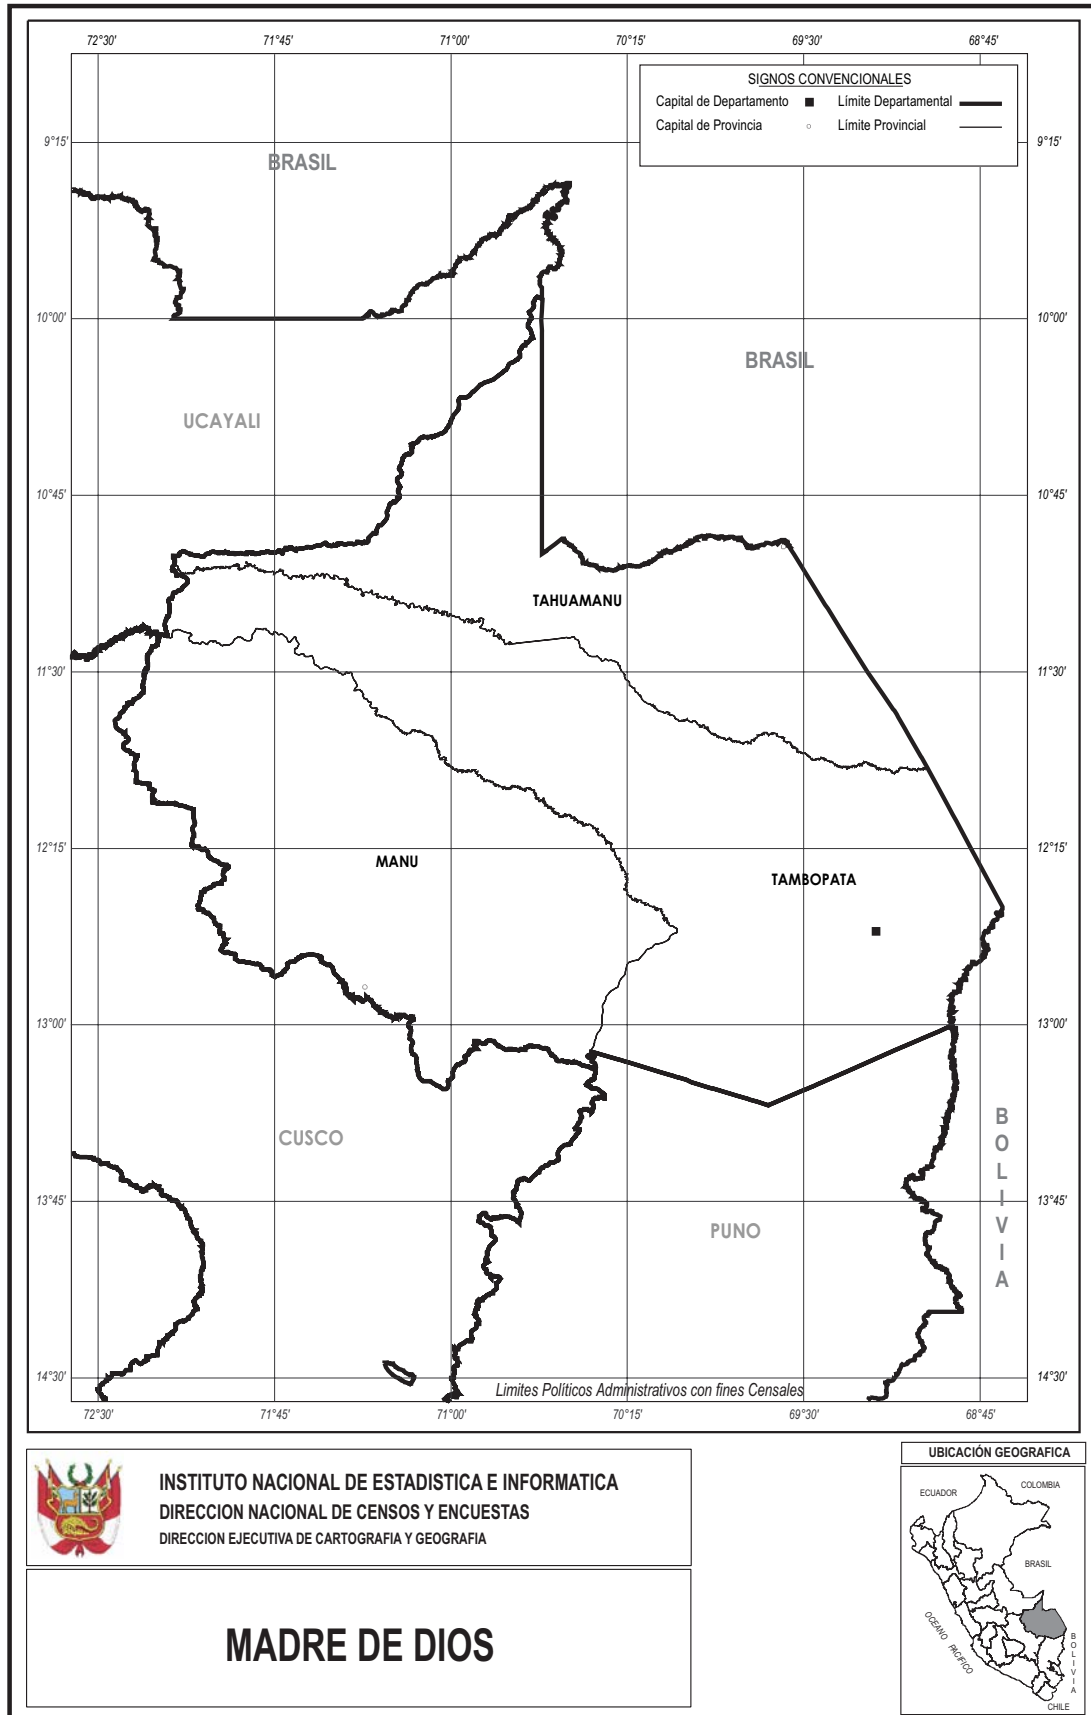 72°30' 71°45' 71°00' 70°15' 69°30' 68°45'
SIGNOS CONVENCIONALES
Capital de Departamento Límite Departamental
Capital de Provincia Límite Provincial
9°15' 9°15'
BRASIL
10°00' 10°00'
BRASIL
UCAYALI
10°45' 10°45'
TAHUAMANU
11°30' 11°30'
12°15' 12°15'
MANU
TAMBOPATA
13°00' 13°00'
BOLIVIA
CUSCO
13°45' 13°45'
PUNO
14°30' 14°30'
Limites Políticos Administrativos con fines Censales
72°30' 71°45' 71°00' 70°15' 69°30' 68°45'
INSTITUTO NACIONAL DE ESTADISTICA E INFORMATICA
DIRECCION NACIONAL DE CENSOS Y ENCUESTAS
DIRECCION EJECUTIVA DE CARTOGRAFIA Y GEOGRAFIA
MADRE DE DIOS
UBICACIÓN GEOGRAFICA
COLOMBIA
ECUADOR
BRASIL
OCEANO PACIFICO
BOLIVIA
CHILE